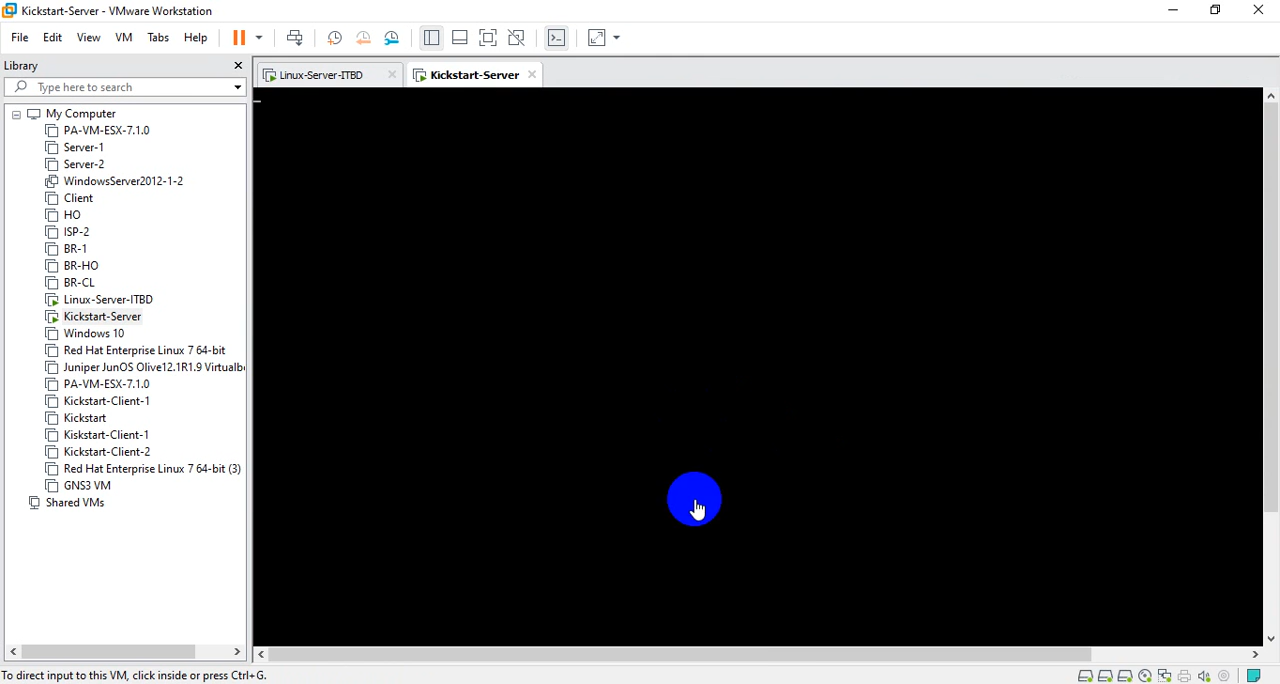 Kickstart-Server - VMware Workstation
File Edit View VM Tabs Help
Library
Type here to search
Linux-Server-ITBD
Kickstart-Server
My Computer
PA-VM-ESX-7.1.0
Server-1
Server-2
WindowsServer2012-1-2
Client
HO
ISP-2
BR-1
BR-HO
BR-CL
Linux-Server-ITBD
Kickstart-Server
Windows 10
Red Hat Enterprise Linux 7 64-bit
Juniper JunOS Olive12.1R1.9 Virtualb
PA-VM-ESX-7.1.0
Kickstart-Client-1
Kickstart
Kiskstart-Client-1
Kickstart-Client-2
Red Hat Enterprise Linux 7 64-bit (3)
GNS3 VM
Shared VMs
To direct input to this VM, click inside or press Ctrl+G.